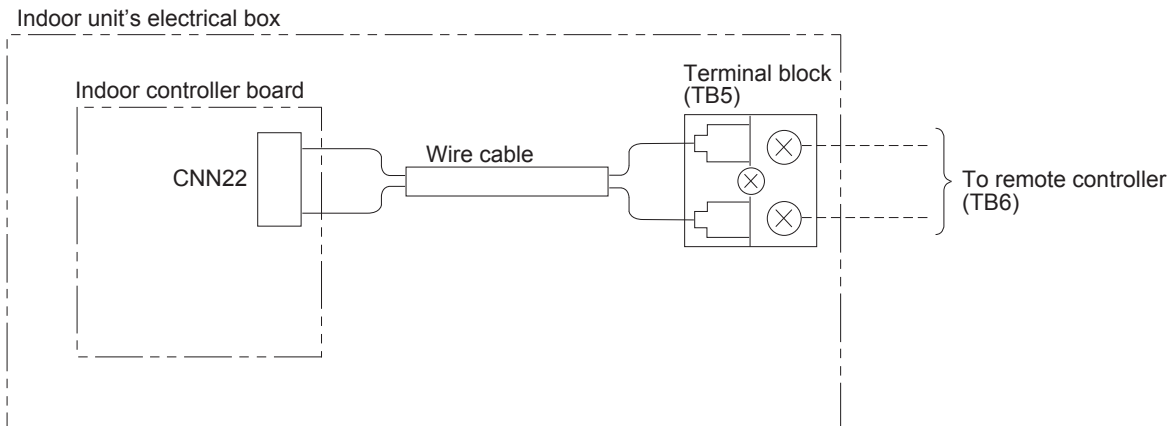 Indoor unit's electrical box
Indoor controller board
Terminal block
(TB5)
CNN22
Wire cable
To remote controller
(TB6)